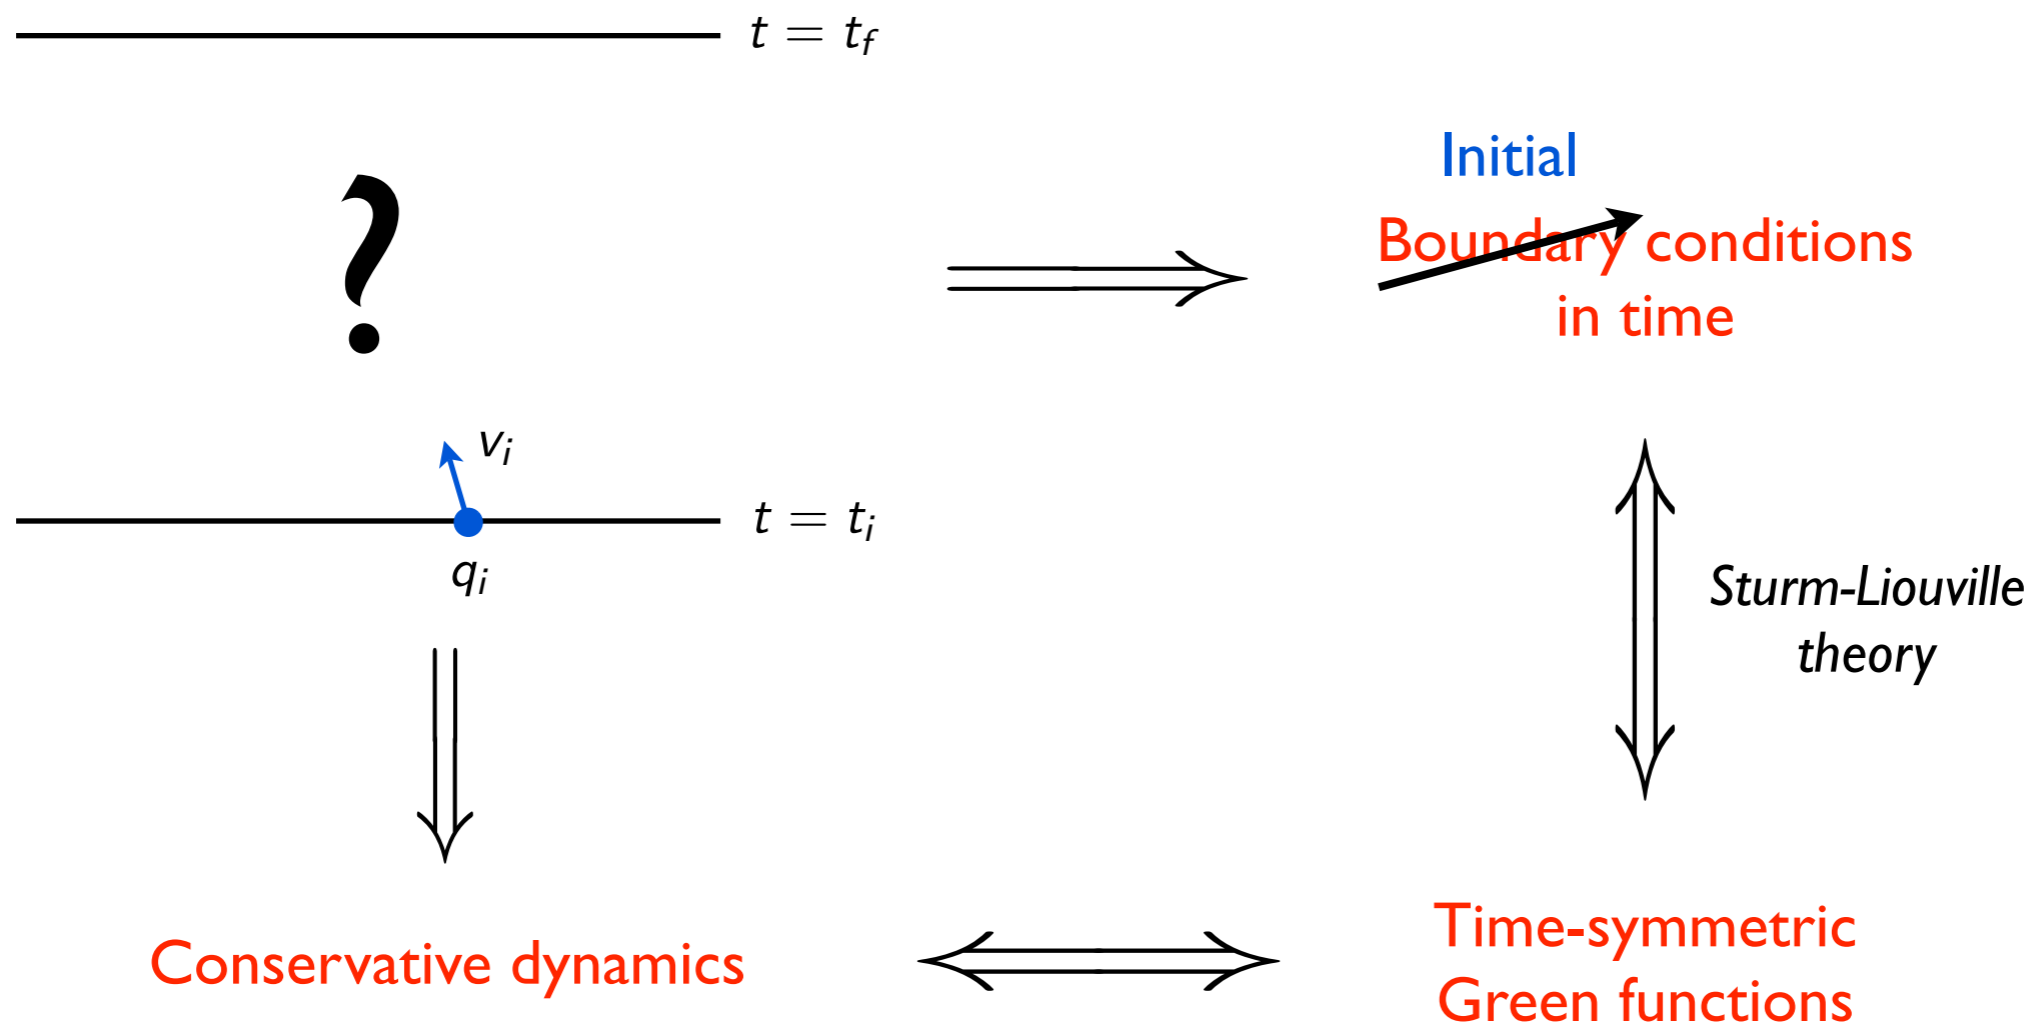 t = t_f
Initial
Boundary conditions
in time
?
v_i
t = t_i
q_i
Sturm-Liouville
theory
Conservative dynamics
Time-symmetric
Green functions